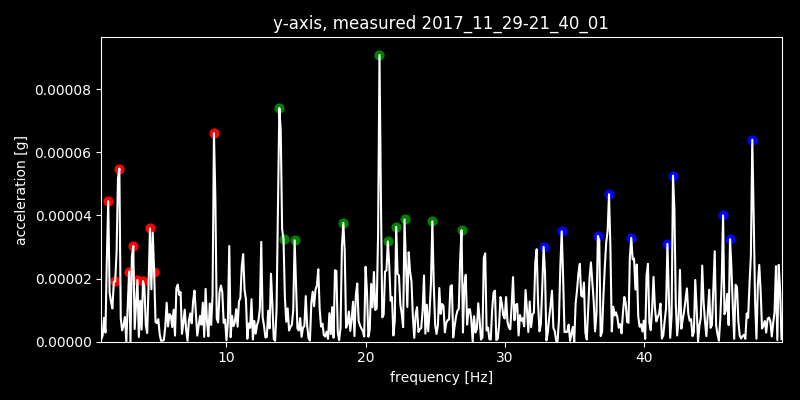 y-axis, measured 2017_11_29-21_40_01
acceleration [g]
0.00008
0.00006
0.00004
0.00002
0.00000
10 20 30 40
frequency [Hz]